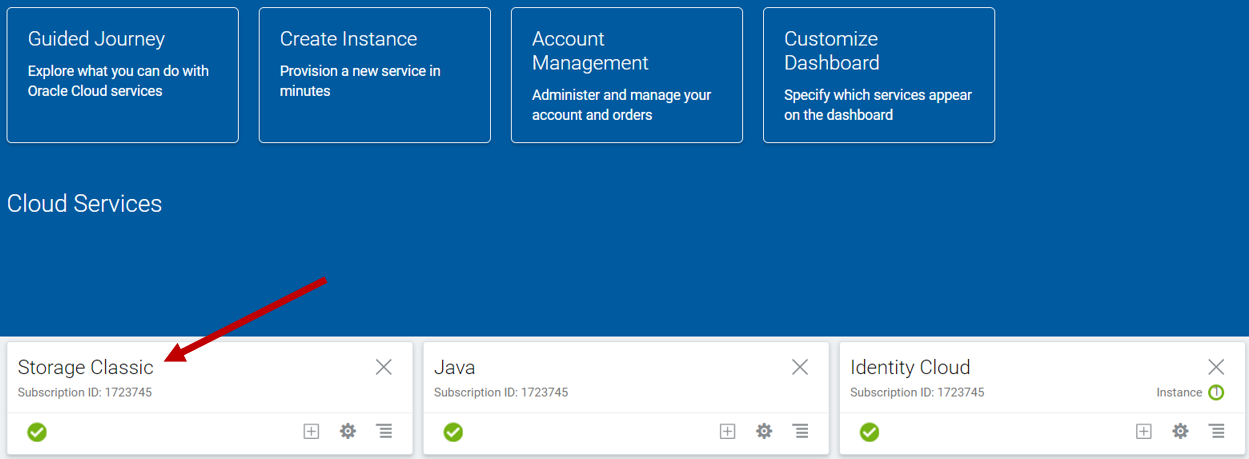 Guided Journey
Explore what you can do with
Oracle Cloud services
Create Instance
Provision a new service in
minutes
Account
Management
Administer and manage your
account and orders
Customize
Dashboard
Specify which services appear
on the dashboard
Cloud Services
Storage Classic
Subscription ID: 1723745
Java
Subscription ID: 1723745
Identity Cloud
Subscription ID: 1723745
Instance 1